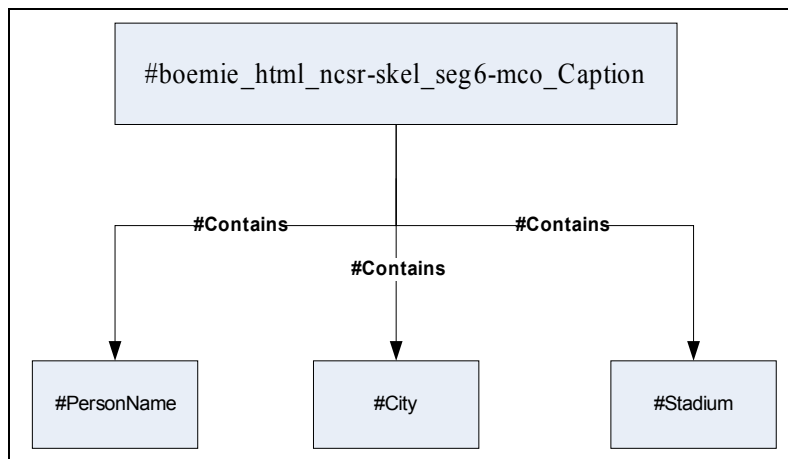 #boemie_html_ncsr-skel_seg6-mco_Caption
#Contains
#Contains
#Contains
#PersonName
#City
#Stadium